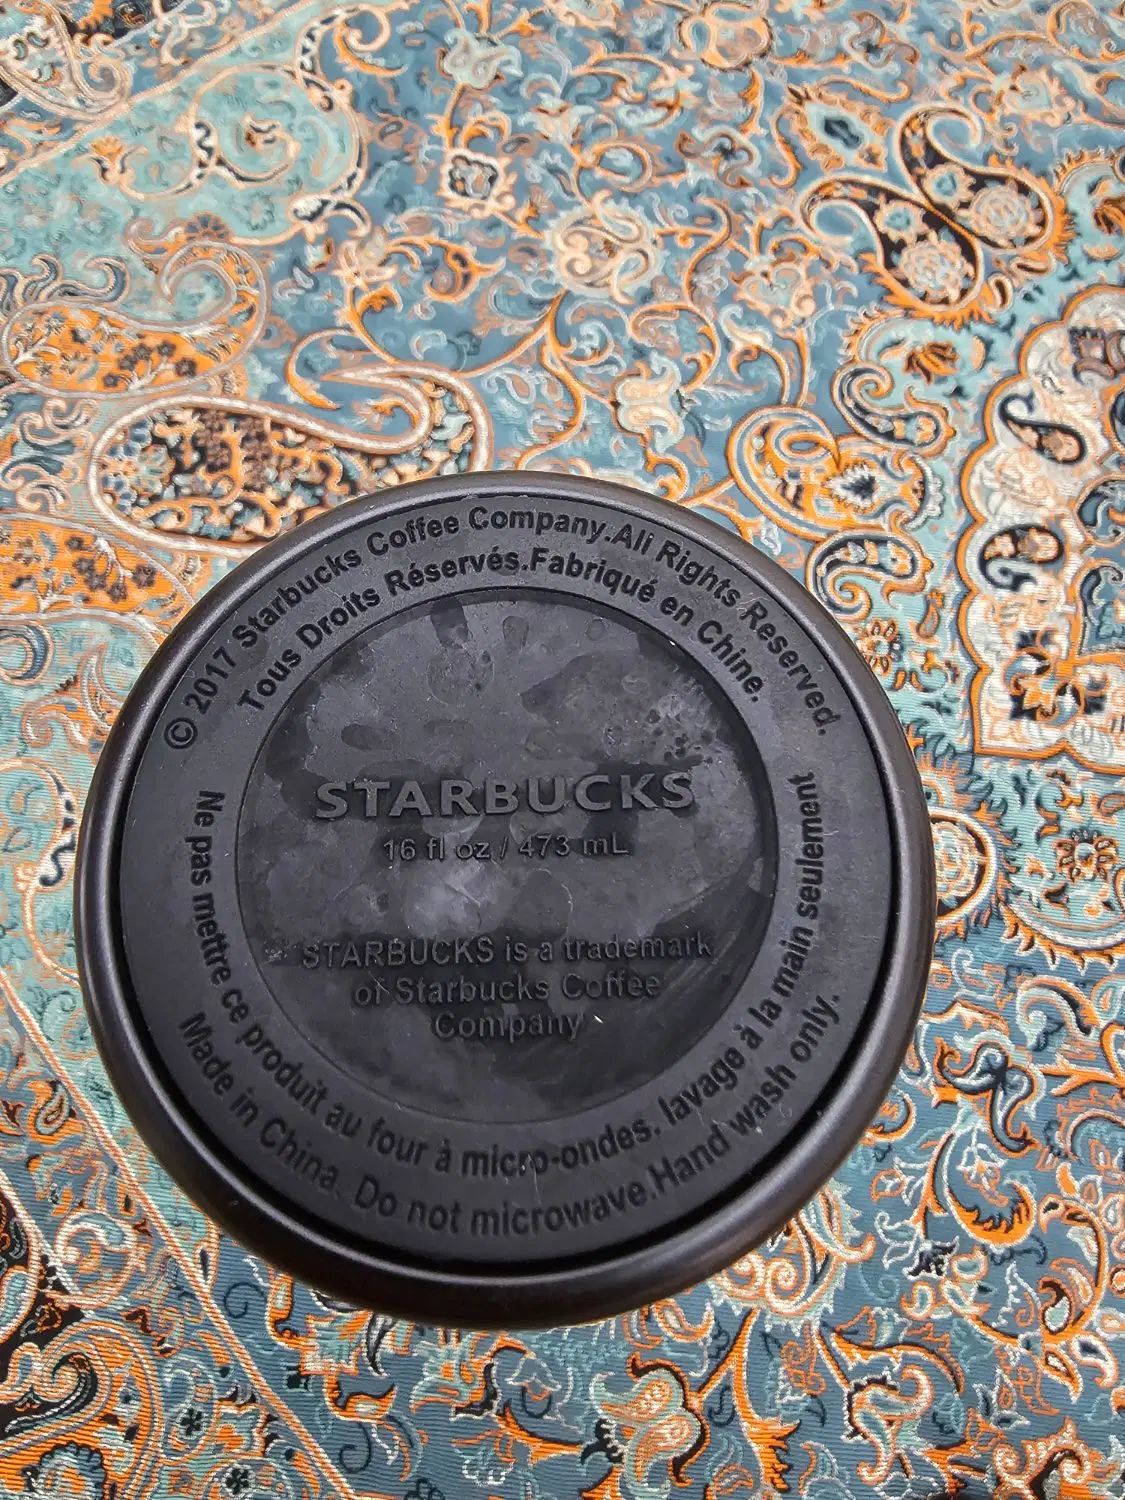 © 2017 Starbucks Coffee Company.All Rights Reserved.
Tous Droits Réservés.Fabriqué en Chine.
STARBUCKS
16 fl oz / 473 mL
STARBUCKS is a trademark
of Starbucks Coffee
Company
Ne pas mettre ce produit au four à micro-ondes. lavage à la main seulement
Made in China. Do not microwave.Hand wash only.